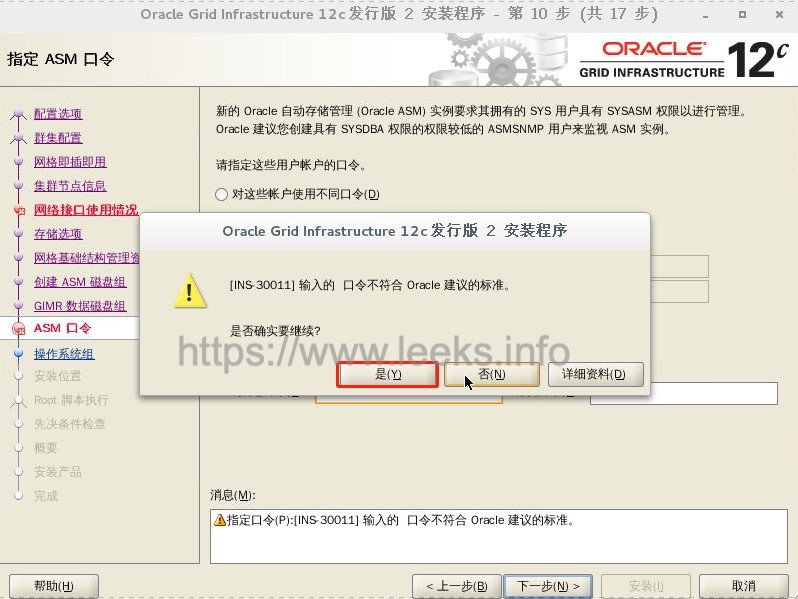 Oracle Grid Infrastructure 12c发行版 2 安装程序 - 第 10 步 (共 17 步)
指定 ASM 口令
ORACLE
GRID INFRASTRUCTURE
12c
配置选项
群集配置
网格即插即用
集群节点信息
网络接口使用情况
存储选项
网格基础结构管理资
创建 ASM 磁盘组
GIMR 数据磁盘组
ASM 口令
操作系统组
安装位置
Root 脚本执行
先决条件检查
概要
安装产品
完成
新的 Oracle 自动存储管理 (Oracle ASM) 实例要求其拥有的 SYS 用户具有 SYSASM 权限以进行管理。
Oracle 建议您创建具有 SYSDBA 权限的权限较低的 ASMSNMP 用户来监视 ASM 实例。
请指定这些用户帐户的口令。
对这些帐户使用不同口令(D)
Oracle Grid Infrastructure 12c发行版 2 安装程序
[INS-30011] 输入的 口令不符合 Oracle 建议的标准。
是否确实要继续?
https://www.leeks.info
是(Y)
否(N)
详细资料(D)
消息(M):
指定口令(P):[INS-30011] 输入的 口令不符合 Oracle 建议的标准。
帮助(H)
< 上一步(B)
下一步(N) >
安装(I)
取消